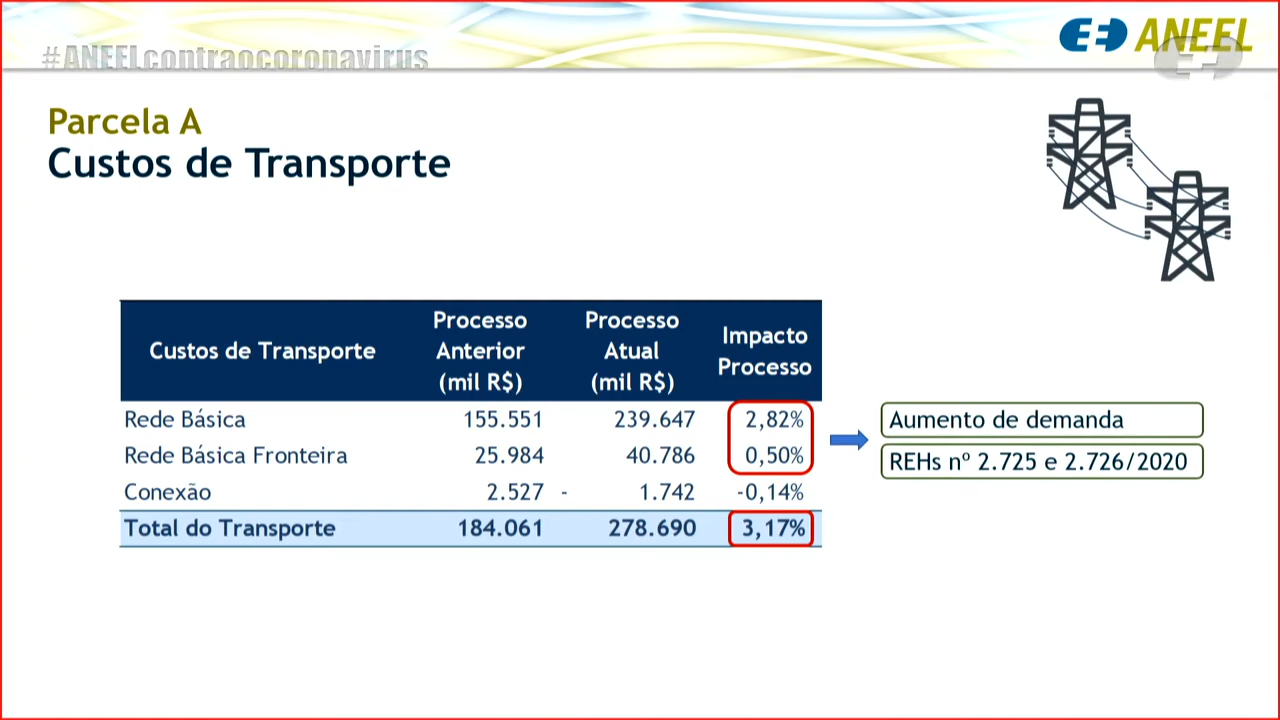 #ANEELcontraocoronavirus
ANEEL
Parcela A
Custos de Transporte
Custos de Transporte
Processo Anterior (mil R$)
Processo Atual (mil R$)
Impacto Processo
Rede Básica 155.551 239.647 2,82%
Rede Básica Fronteira 25.984 40.786 0,50%
Conexão 2.527 - 1.742 -0,14%
Total do Transporte 184.061 278.690 3,17%
Aumento de demanda
REHs nº 2.725 e 2.726/2020